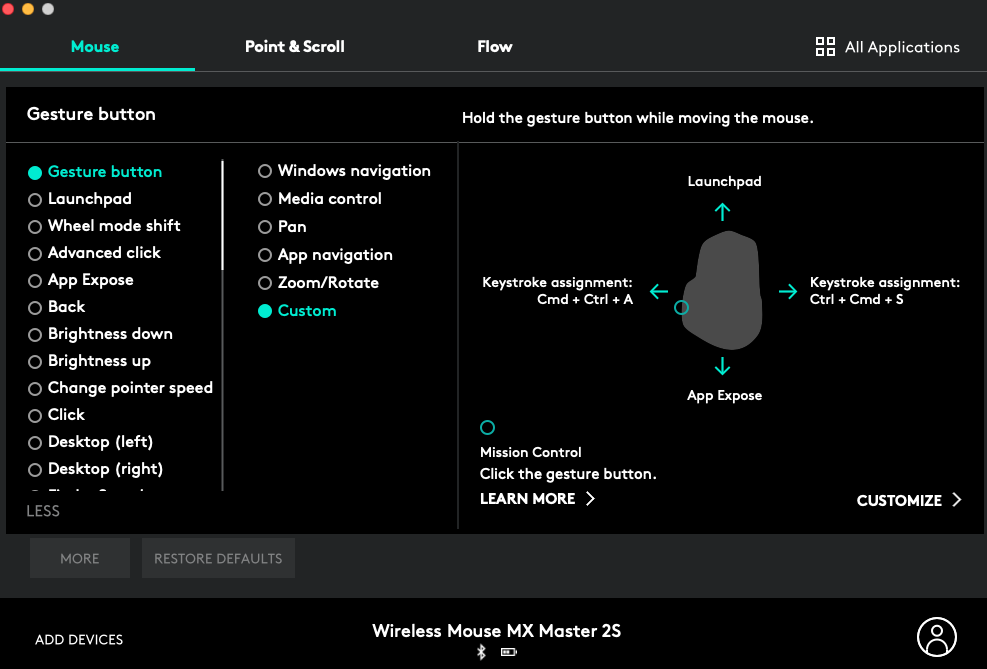 Mouse
Point & Scroll
Flow
All Applications
Gesture button
Hold the gesture button while moving the mouse.
Gesture button
Launchpad
Wheel mode shift
Advanced click
App Expose
Back
Brightness down
Brightness up
Change pointer speed
Click
Desktop (left)
Desktop (right)
LESS
Windows navigation
Media control
Pan
App navigation
Zoom/Rotate
Custom
Launchpad
Keystroke assignment:
Cmd + Ctrl + A
Keystroke assignment:
Ctrl + Cmd + S
App Expose
Mission Control
Click the gesture button.
LEARN MORE
CUSTOMIZE
MORE
RESTORE DEFAULTS
ADD DEVICES
Wireless Mouse MX Master 2S